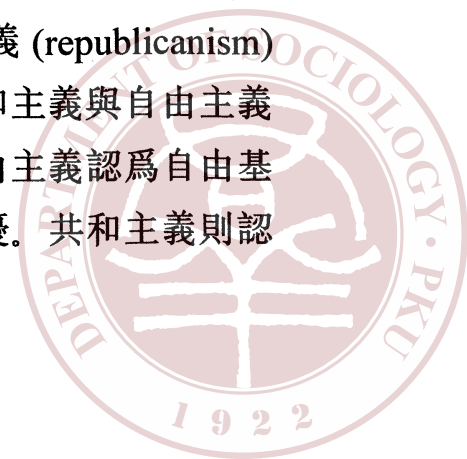 義 (republicanism)
和主義與自由主義
由主義認爲自由基
憂。共和主義則認
DEPARTMENT OF SOCIOLOGY · PKU
1922